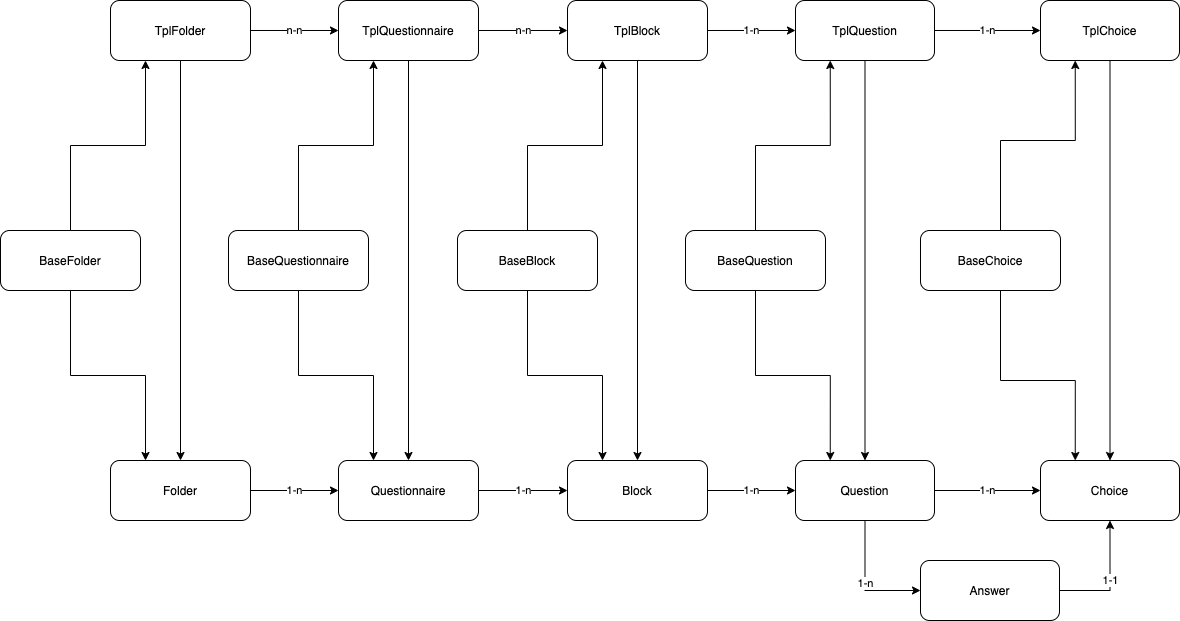 TplFolder
n-n
TplQuestionnaire
n-n
TplBlock
1-n
TplQuestion
1-n
TplChoice
BaseFolder
BaseQuestionnaire
BaseBlock
BaseQuestion
BaseChoice
Folder
1-n
Questionnaire
1-n
Block
1-n
Question
1-n
Choice
1-n
Answer
1-1